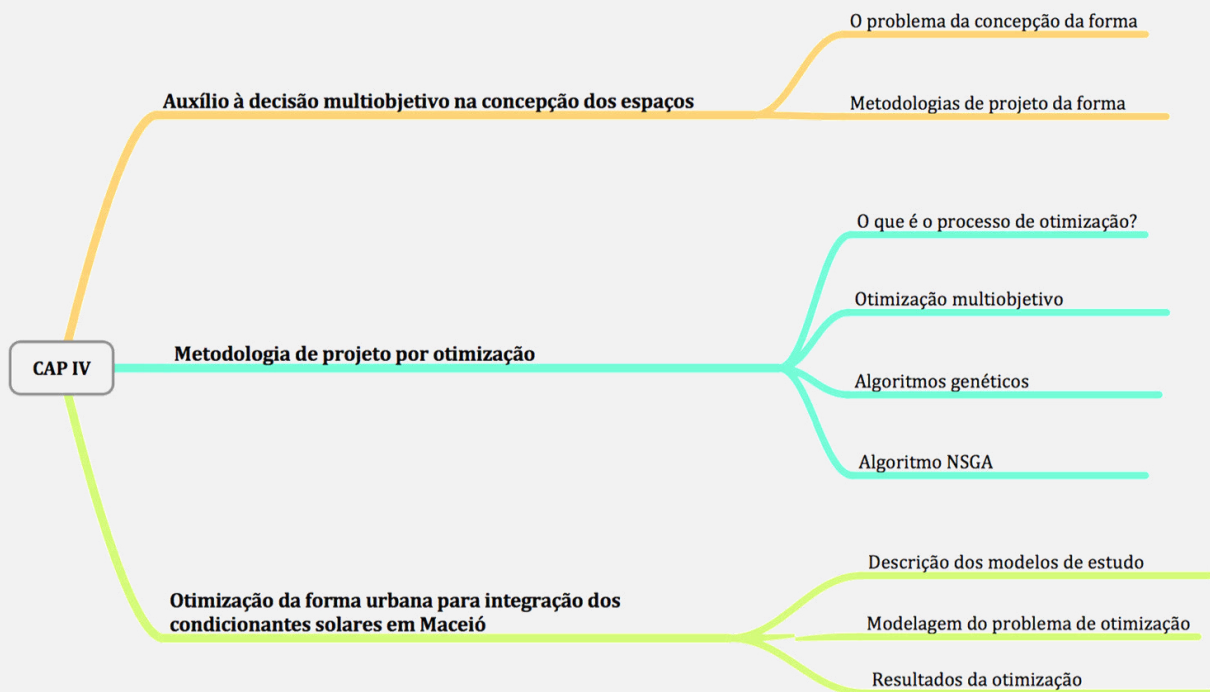 O problema da concepção da forma
Auxílio à decisão multiobjetivo na concepção dos espaços
Metodologias de projeto da forma
O que é o processo de otimização?
Otimização multiobjetivo
CAP IV
Metodologia de projeto por otimização
Algoritmos genéticos
Algoritmo NSGA
Descrição dos modelos de estudo
Otimização da forma urbana para integração dos
condicionantes solares em Maceió
Modelagem do problema de otimização
Resultados da otimização